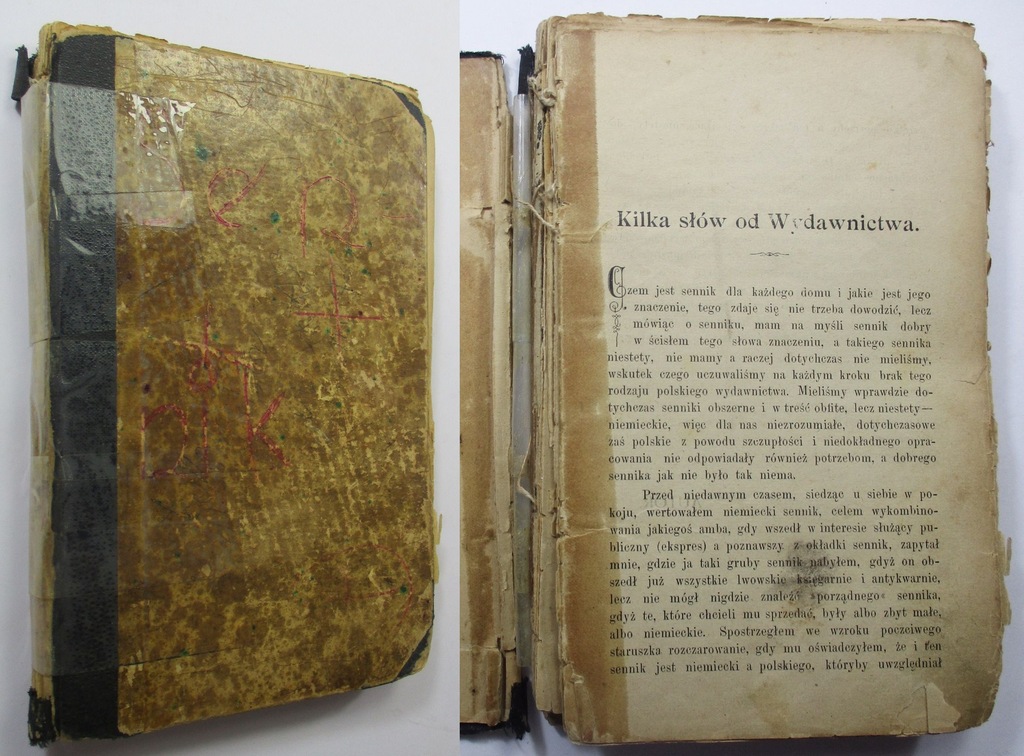 Kilka słów od Wydawnictwa.
Czem jest sennik dla każdego domu i jakie jest jego
znaczenie, tego zdaje się nie trzeba dowodzić, lecz
mówiąc o senniku, mam na myśli sennik dobry
w ścisłem tego słowa znaczeniu, a takiego sennika
niestety, nie mamy a raczej dotychczas nie mieliśmy,
wskutek czego uczuwaliśmy na każdym kroku brak tego
rodzaju polskiego wydawnictwa. Mieliśmy wprawdzie do-
tychczas senniki obszerne i w treść obfite, lecz niestety—
niemieckie, więc dla nas niezrozumiałe, dotychczasowe
zaś polskie z powodu szczupłości i niedokładnego opra-
cowania nie odpowiadały również potrzebom, a dobrego
sennika jak nie było tak niema.
Przed niedawnym czasem, siedząc u siebie w po-
koju, wertowałem niemiecki sennik, celem wykombino-
wania jakiegoś amba, gdy wszedł w interesie służący pu-
bliczny (ekspres) a poznawszy z okładki sennik, zapytał
mnie, gdzie ja taki gruby sennik nabyłem, gdyż on ob-
szedł już wszystkie lwowskie księgarnie i antykwarnie,
lecz nie mógł nigdzie znaleźć »porządnego« sennika,
gdyż te, które chcieli mu sprzedać, były albo zbyt małe,
albo niemieckie. Spostrzegłem we wzroku poczciwego
staruszka rozczarowanie, gdy mu oświadczyłem, że i ten
sennik jest niemiecki a polskiego, któryby uwzględniał